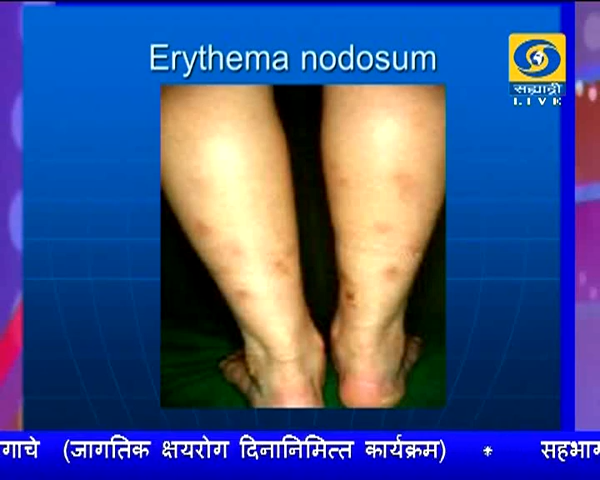 Erythema nodosum
सह्याद्री
LIVE
गाचे (जागतिक क्षयरोग दिनानिमित्त कार्यक्रम) * सहभाग